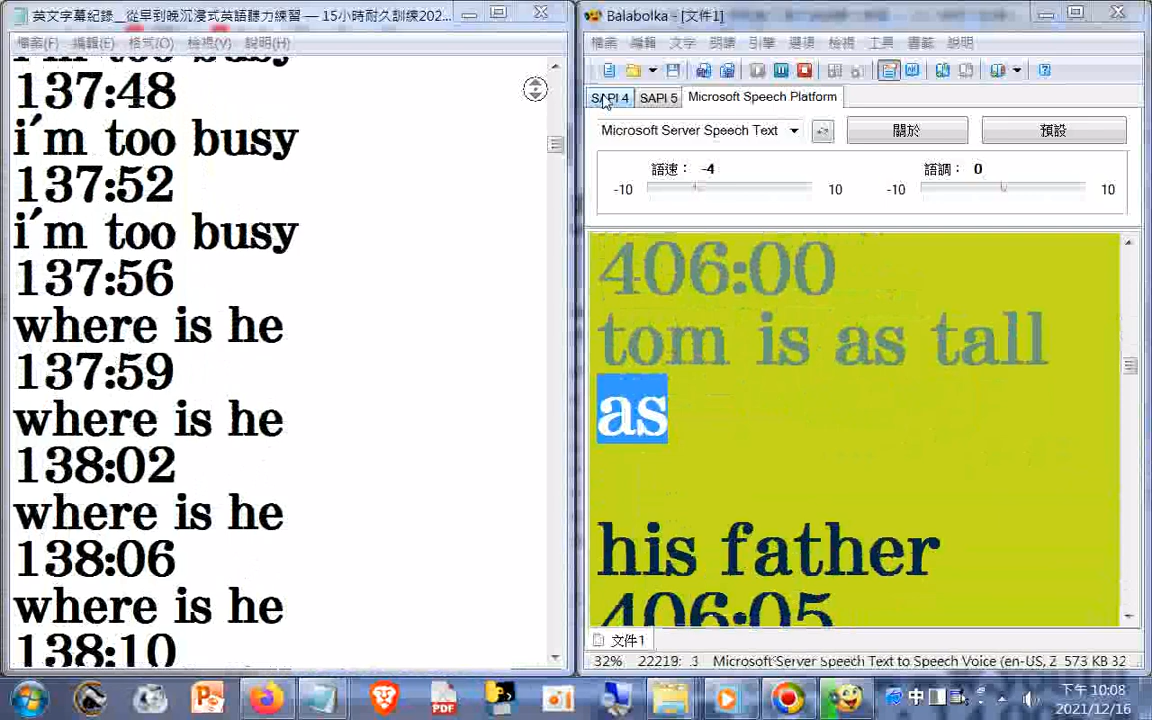 英文字幕紀錄__從早到晚沉浸式英語聽力練習 — 15小時耐久訓練202...
檔案(F) 編輯(E) 格式(O) 檢視(V) 說明(H)
i´m too busy
137:48
i´m too busy
137:52
i´m too busy
137:56
where is he
137:59
where is he
138:02
where is he
138:06
where is he
138:10
Balabolka - [文件1]
檔案 編輯 文字 朗讀 引擎 選項 檢視 工具 書籤 說明
SAPI 4 SAPI 5 Microsoft Speech Platform
Microsoft Server Speech Text 關於 預設
語速： -4 語調： 0
-10 10 -10 10
406:00
tom is as tall
as
his father
406:05
文件1
32% 22219: .3 Microsoft Server Speech Text to Speech Voice (en-US, Z 573 KB 32
PDF
中
下午 10:08
2021/12/16